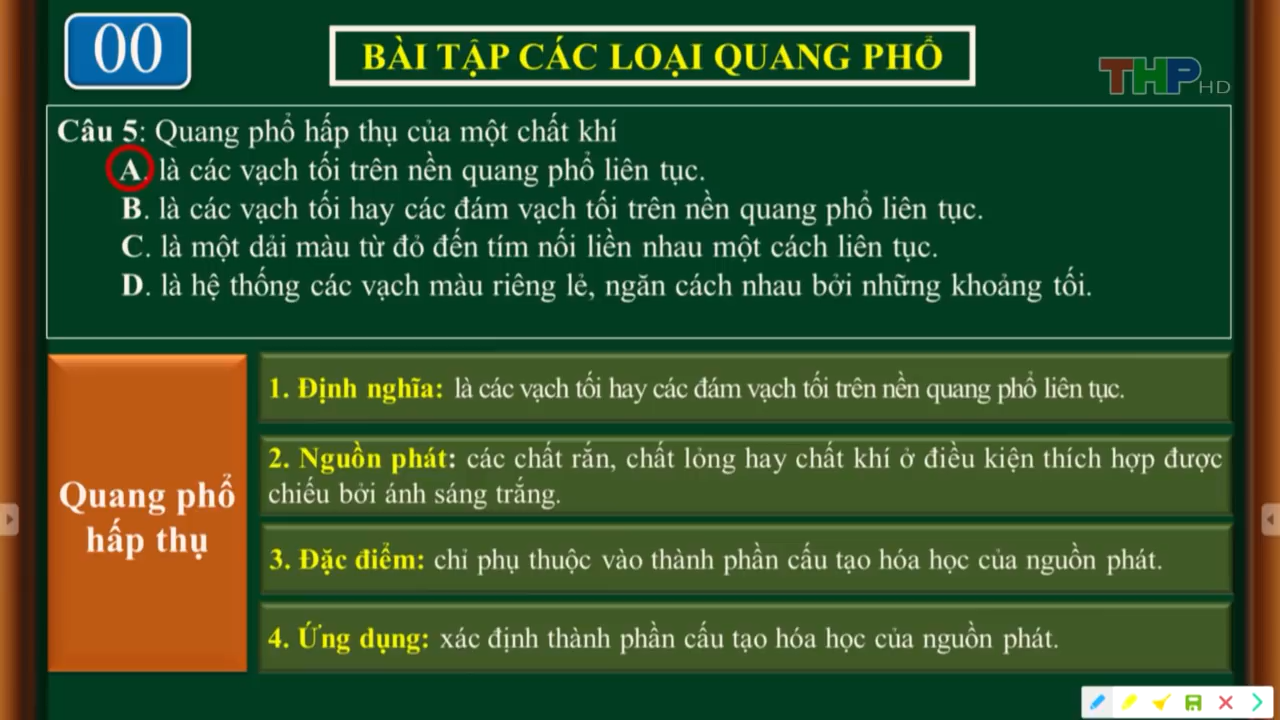 00
BÀI TẬP CÁC LOẠI QUANG PHỔ
THP HD
Câu 5: Quang phổ hấp thụ của một chất khí
A. là các vạch tối trên nền quang phổ liên tục.
B. là các vạch tối hay các đám vạch tối trên nền quang phổ liên tục.
C. là một dải màu từ đỏ đến tím nối liền nhau một cách liên tục.
D. là hệ thống các vạch màu riêng lẻ, ngăn cách nhau bởi những khoảng tối.
1. Định nghĩa: là các vạch tối hay các đám vạch tối trên nền quang phổ liên tục.
2. Nguồn phát: các chất rắn, chất lỏng hay chất khí ở điều kiện thích hợp được
chiếu bởi ánh sáng trắng.
Quang phổ
hấp thụ
3. Đặc điểm: chỉ phụ thuộc vào thành phần cấu tạo hóa học của nguồn phát.
4. Ứng dụng: xác định thành phần cấu tạo hóa học của nguồn phát.